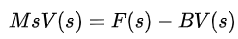 MsV(s) = F(s) − BV(s)